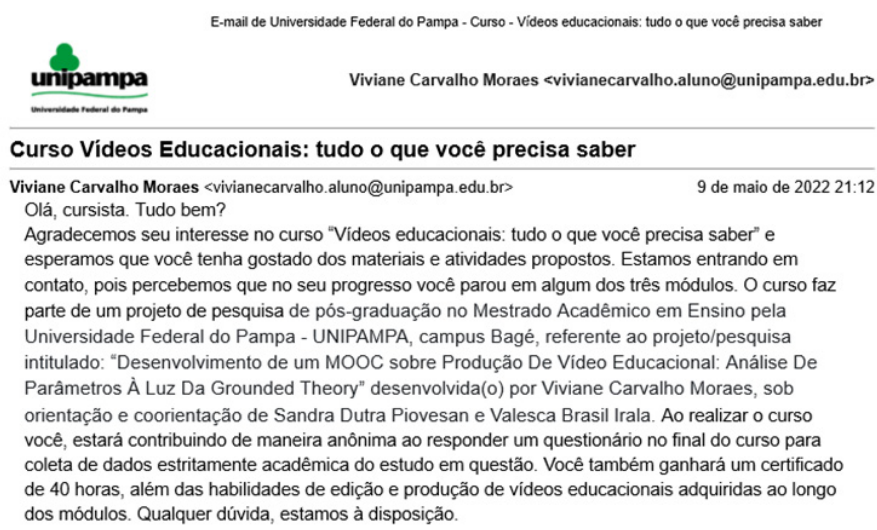 E-mail de Universidade Federal do Pampa - Curso - Vídeos educacionais: tudo o que você precisa saber
unipampa
Universidade Federal do Pampa
Viviane Carvalho Moraes <vivianecarvalho.aluno@unipampa.edu.br>
Curso Vídeos Educacionais: tudo o que você precisa saber
Viviane Carvalho Moraes <vivianecarvalho.aluno@unipampa.edu.br> 9 de maio de 2022 21:12
Olá, cursista. Tudo bem?
Agradecemos seu interesse no curso “Vídeos educacionais: tudo o que você precisa saber” e
esperamos que você tenha gostado dos materiais e atividades propostos. Estamos entrando em
contato, pois percebemos que no seu progresso você parou em algum dos três módulos. O curso faz
parte de um projeto de pesquisa de pós-graduação no Mestrado Acadêmico em Ensino pela
Universidade Federal do Pampa - UNIPAMPA, campus Bagé, referente ao projeto/pesquisa
intitulado: “Desenvolvimento de um MOOC sobre Produção De Vídeo Educacional: Análise De
Parâmetros À Luz Da Grounded Theory” desenvolvida(o) por Viviane Carvalho Moraes, sob
orientação e coorientação de Sandra Dutra Piovesan e Valesca Brasil Irala. Ao realizar o curso
você, estará contribuindo de maneira anônima ao responder um questionário no final do curso para
coleta de dados estritamente acadêmica do estudo em questão. Você também ganhará um certificado
de 40 horas, além das habilidades de edição e produção de vídeos educacionais adquiridas ao longo
dos módulos. Qualquer dúvida, estamos à disposição.